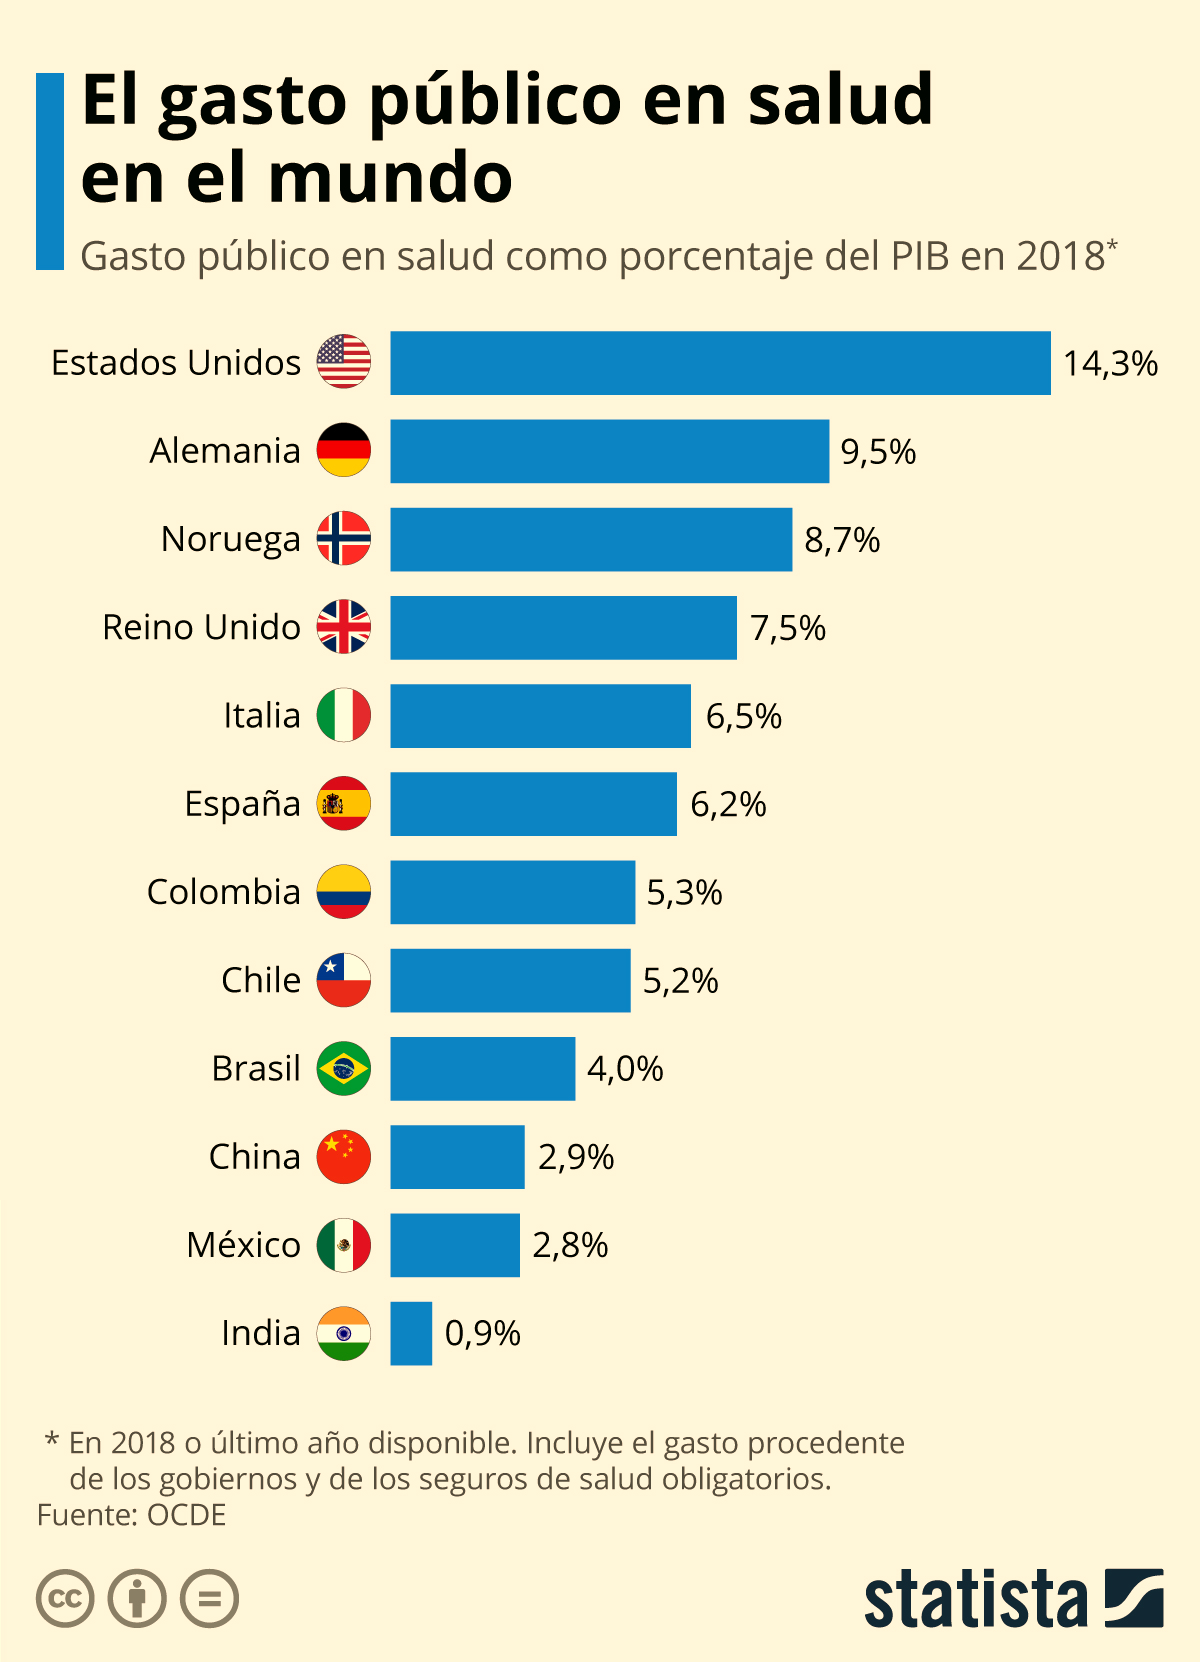 El gasto público en salud
en el mundo
Gasto público en salud como porcentaje del PIB en 2018*
Estados Unidos 14,3%
Alemania 9,5%
Noruega 8,7%
Reino Unido 7,5%
Italia 6,5%
España 6,2%
Colombia 5,3%
Chile 5,2%
Brasil 4,0%
China 2,9%
México 2,8%
India 0,9%
* En 2018 o último año disponible. Incluye el gasto procedente
de los gobiernos y de los seguros de salud obligatorios.
Fuente: OCDE
cc
statista